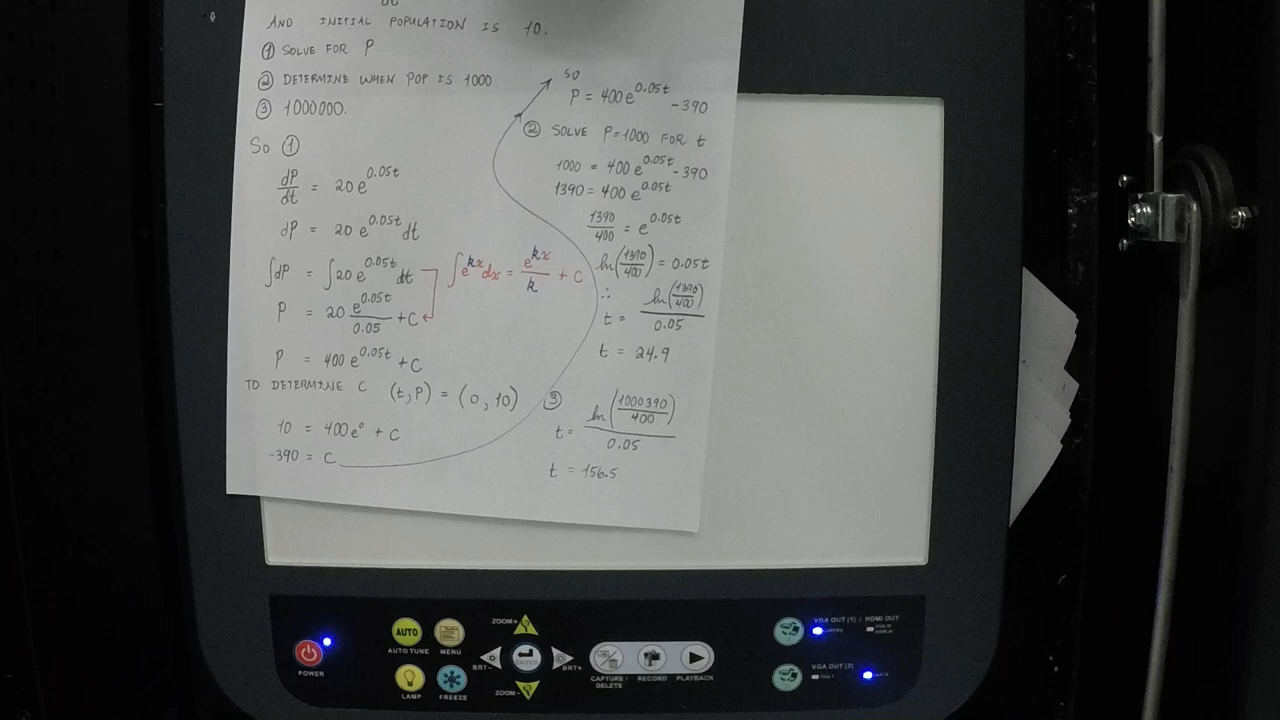 AND INITIAL POPULATION IS 10.
① SOLVE FOR P
② DETERMINE WHEN POP IS 1000.
③ 1000000.
SO ①
dP/dt = 20e^0.05t
dP = 20e^0.05t dt
∫dP = ∫20e^0.05t dt
∫e^kx dx = e^kx/k + C
P = 20 e^0.05t/0.05 + C
P = 400e^0.05t + C
TO DETERMINE C (t,P) = (0,10)
10 = 400e^0 + C
-390 = C
SO
P = 400e^0.05t - 390
② SOLVE P=1000 FOR t
1000 = 400e^0.05t - 390
1390 = 400e^0.05t
1390/400 = e^0.05t
ln(1390/400) = 0.05t
∴
t = ln(1390/400)/0.05
t = 24.9
③
t = ln(1000390/400)/0.05
t = 156.5
POWER
AUTO
AUTO TUNE
MENU
LAMP
FREEZE
ZOOM+
BRT-
ENTER
BRT+
ZOOM-
CAPTURE/
DELETE
RECORD
PLAYBACK
VGA OUT (1) / HDMI OUT
VGA OUT (2)